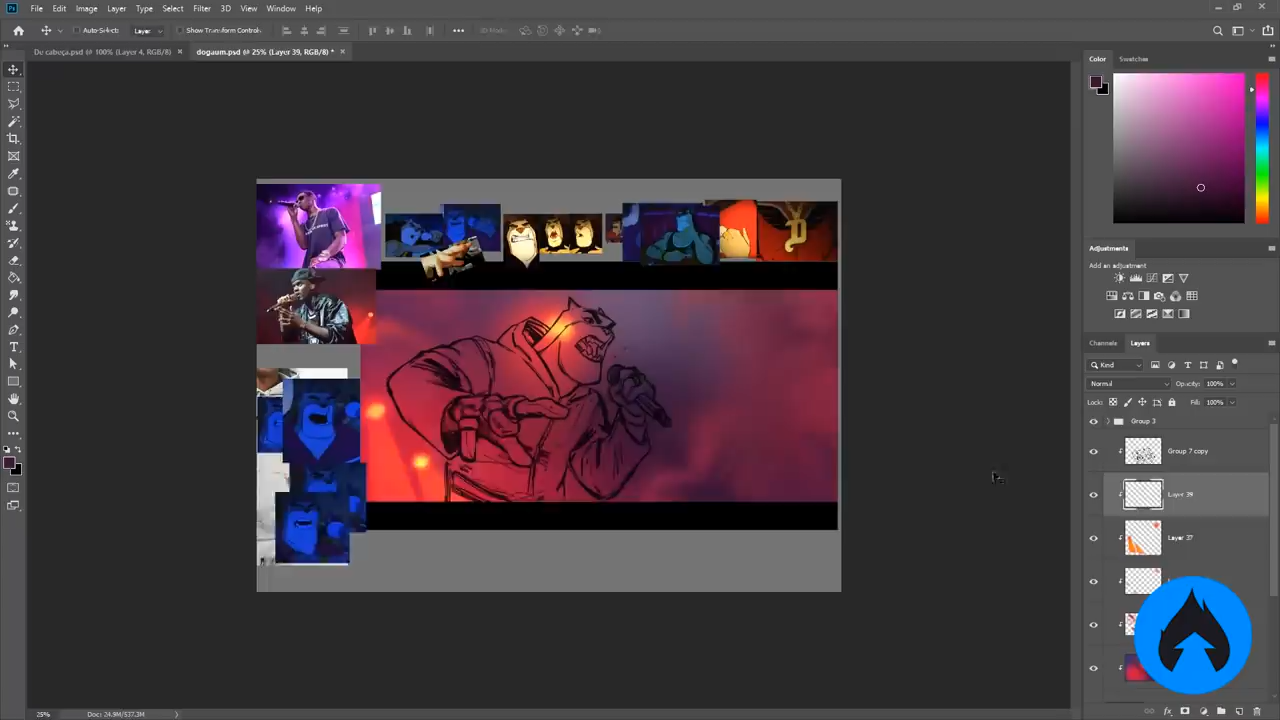 File Edit Image Layer Type Select Filter 3D View Window Help
Auto-Select: Layer Show Transform Controls 3D Mode:
De cabeça.psd @ 100% (Layer 4, RGB/8) × dogaum.psd @ 25% (Layer 39, RGB/8) * ×
Color Swatches
D
Adjustments
Add an adjustment
Channels Layers
Kind
Normal Opacity: 100%
Lock: Fill: 100%
Group 3
Group 7 copy
Layer 39
Layer 37
25% Doc: 24.9M/537.3M